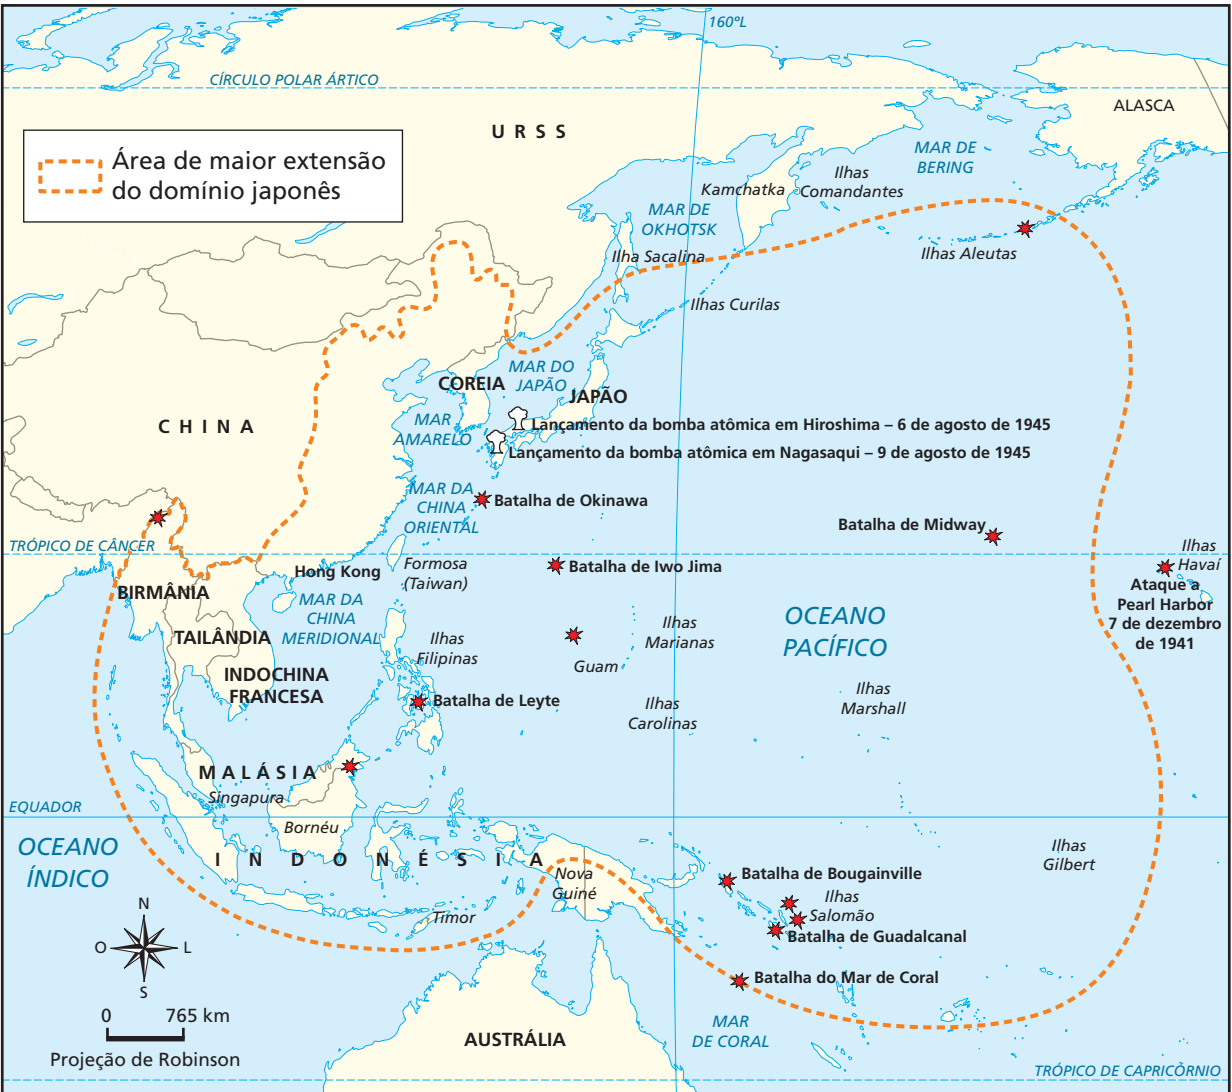 160ºL
CÍRCULO POLAR ÁRTICO
ALASCA
URSS
Área de maior extensão
do domínio japonês
MAR DE
BERING
Ilhas
Comandantes
Kamchatka
MAR DE
OKHOTSK
Ilha Sacalina
Ilhas Aleutas
Ilhas Curilas
MAR DO
JAPÃO
COREIA
JAPÃO
CHINA
MAR
AMARELO
Lançamento da bomba atômica em Hiroshima – 6 de agosto de 1945
Lançamento da bomba atômica em Nagasaqui – 9 de agosto de 1945
MAR DA
CHINA
ORIENTAL
Batalha de Okinawa
Batalha de Midway
TRÓPICO DE CÂNCER
Ilhas
Havaí
Ataque a
Pearl Harbor
7 de dezembro
de 1941
Hong Kong
Formosa
(Taiwan)
Batalha de Iwo Jima
BIRMÂNIA
MAR DA
CHINA
MERIDIONAL
OCEANO
PACÍFICO
TAILÂNDIA
Ilhas
Filipinas
Ilhas
Marianas
Guam
INDOCHINA
FRANCESA
Batalha de Leyte
Ilhas
Carolinas
Ilhas
Marshall
MALÁSIA
Singapura
EQUADOR
Bornéu
OCEANO
ÍNDICO
INDONÉSIA
Ilhas
Gilbert
Nova
Guiné
Batalha de Bougainville
Ilhas
Salomão
Timor
Batalha de Guadalcanal
N
O
L
S
Batalha do Mar de Coral
0 765 km
Projeção de Robinson
AUSTRÁLIA
MAR
DE CORAL
TRÓPICO DE CAPRICÓRNIO